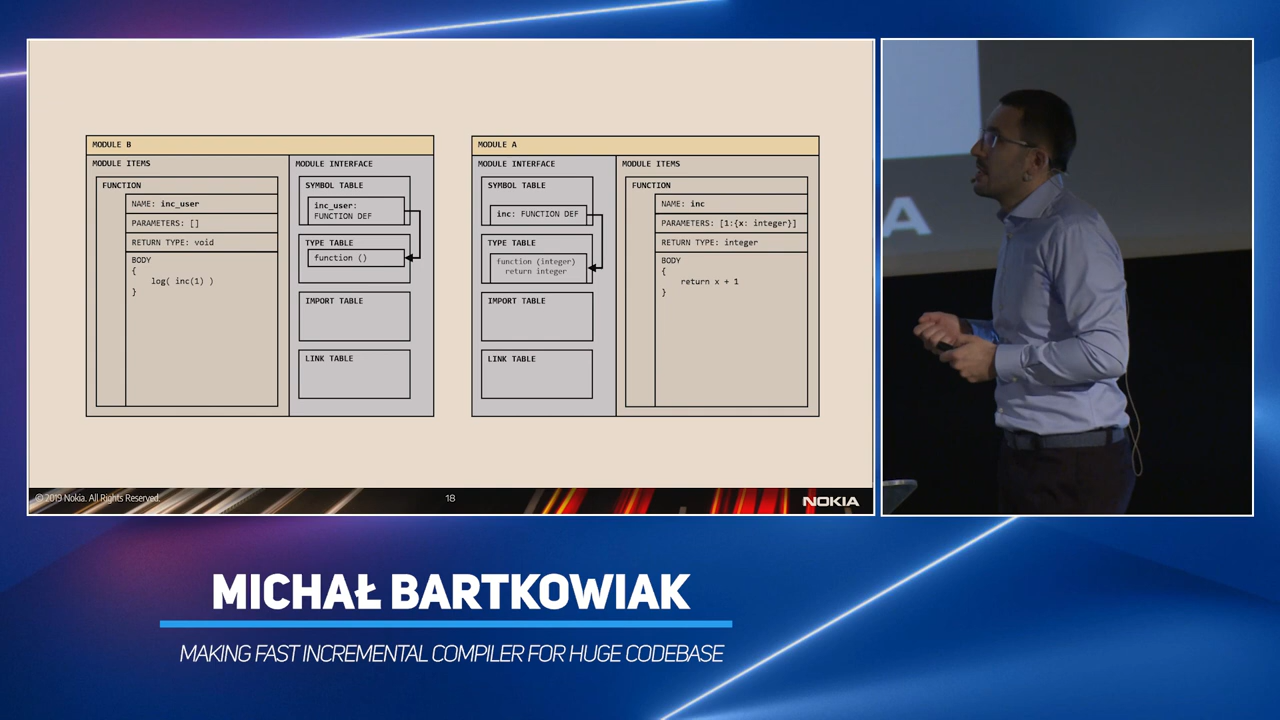 MODULE B
MODULE ITEMS
FUNCTION
NAME: inc_user
PARAMETERS: []
RETURN TYPE: void
BODY
{
log( inc(1) )
}
MODULE INTERFACE
SYMBOL TABLE
inc_user:
FUNCTION DEF
TYPE TABLE
function ()
IMPORT TABLE
LINK TABLE
MODULE A
MODULE INTERFACE
SYMBOL TABLE
inc: FUNCTION DEF
TYPE TABLE
function (integer)
return integer
IMPORT TABLE
LINK TABLE
MODULE ITEMS
FUNCTION
NAME: inc
PARAMETERS: [1:{x: integer}]
RETURN TYPE: integer
BODY
{
return x + 1
}
© 2019 Nokia. All Rights Reserved.
18
NOKIA
A
MICHAŁ BARTKOWIAK
MAKING FAST INCREMENTAL COMPILER FOR HUGE CODEBASE